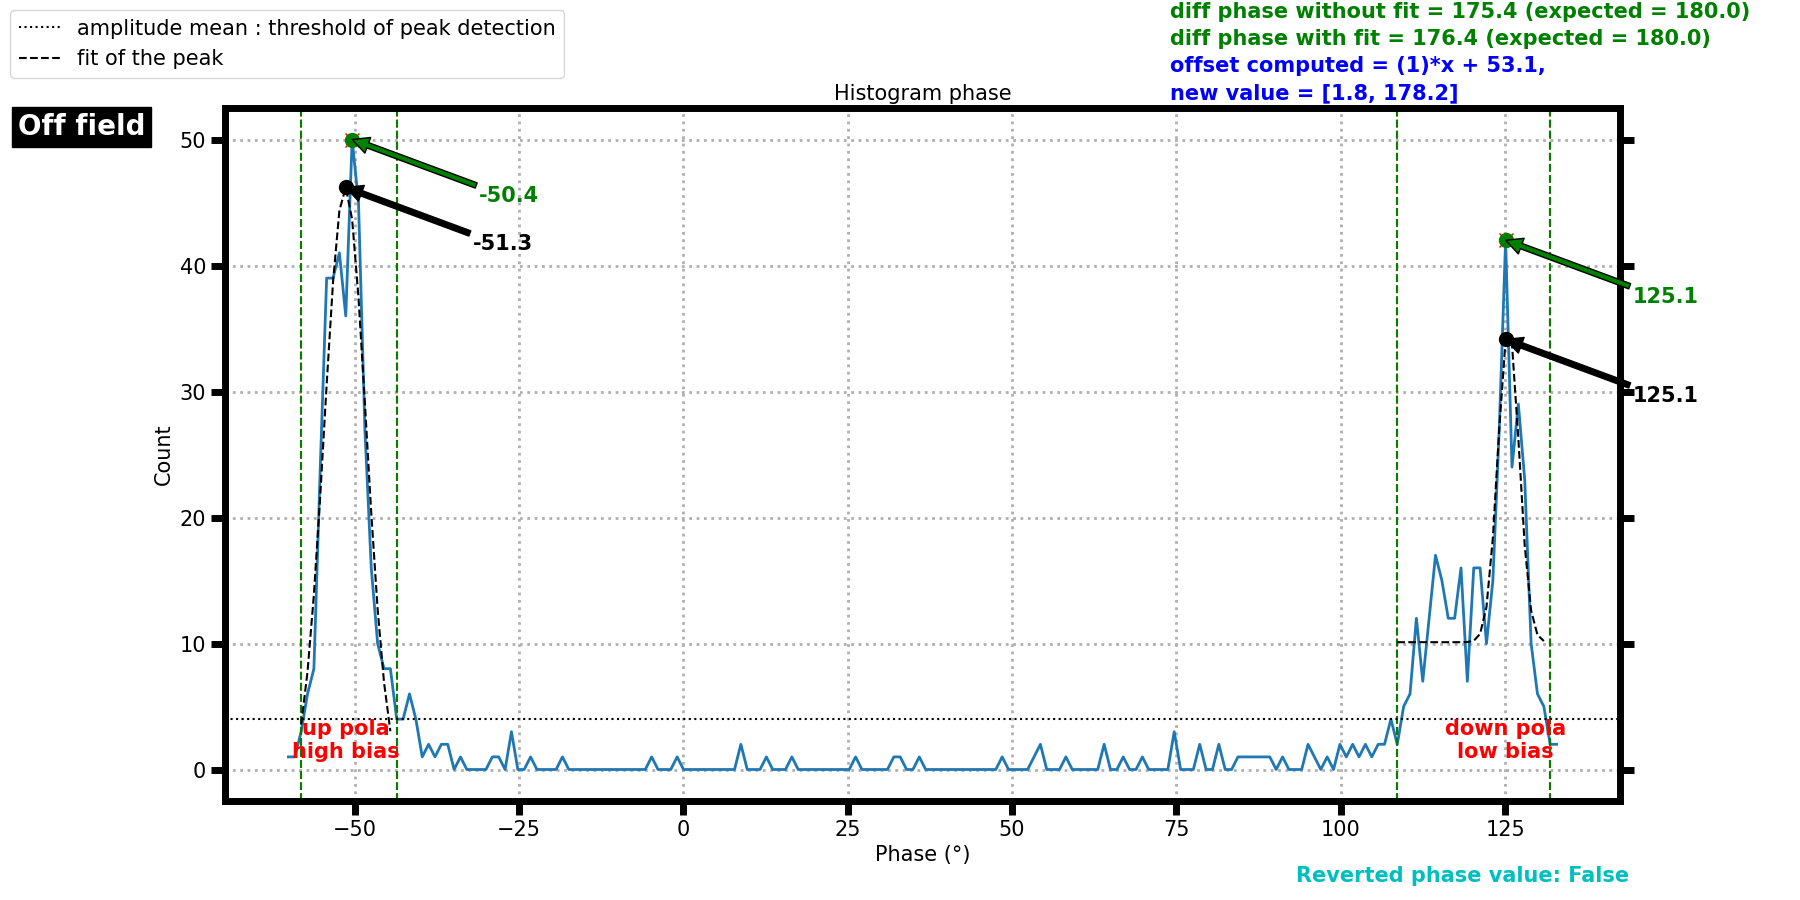 amplitude mean : threshold of peak detection
fit of the peak
diff phase without fit = 175.4 (expected = 180.0)
diff phase with fit = 176.4 (expected = 180.0)
offset computed = (1)*x + 53.1,
new value = [1.8, 178.2]
Histogram phase
Off field
50
40
30
20
10
0
Count
-50.4
-51.3
125.1
125.1
up pola
high bias
down pola
low bias
−50
−25
0
25
50
75
100
125
Phase (°)
Reverted phase value: False